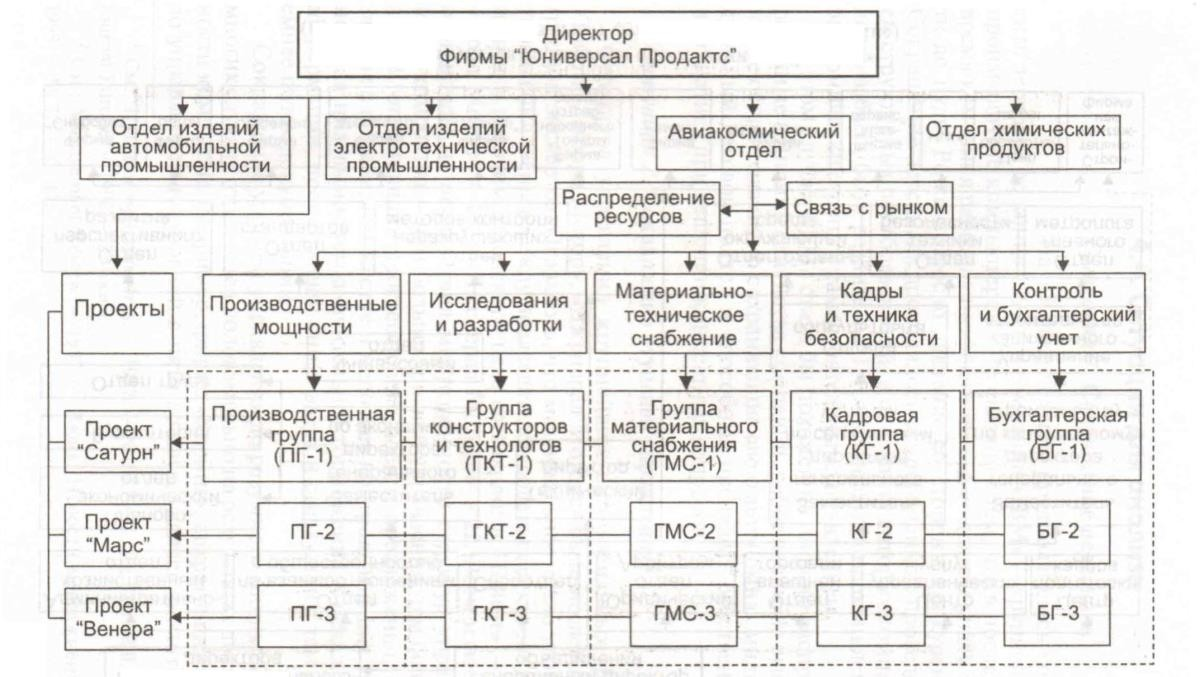 Директор
Фирмы “Юниверсал Продактс”
Отдел изделий
автомобильной
промышленности
Отдел изделий
электротехнической
промышленности
Авиакосмический
отдел
Отдел химических
продуктов
Распределение
ресурсов
Связь с рынком
Проекты
Производственные
мощности
Исследования
и разработки
Материально-
техническое
снабжение
Кадры
и техника
безопасности
Контроль
и бухгалтерский
учет
Проект
“Сатурн”
Производственная
группа
(ПГ-1)
Группа
конструкторов
и технологов
(ГКТ-1)
Группа
материального
снабжения
(ГМС-1)
Кадровая
группа
(КГ-1)
Бухгалтерская
группа
(БГ-1)
Проект
“Марс”
ПГ-2
ГКТ-2
ГМС-2
КГ-2
БГ-2
Проект
“Венера”
ПГ-3
ГКТ-3
ГМС-3
КГ-3
БГ-3